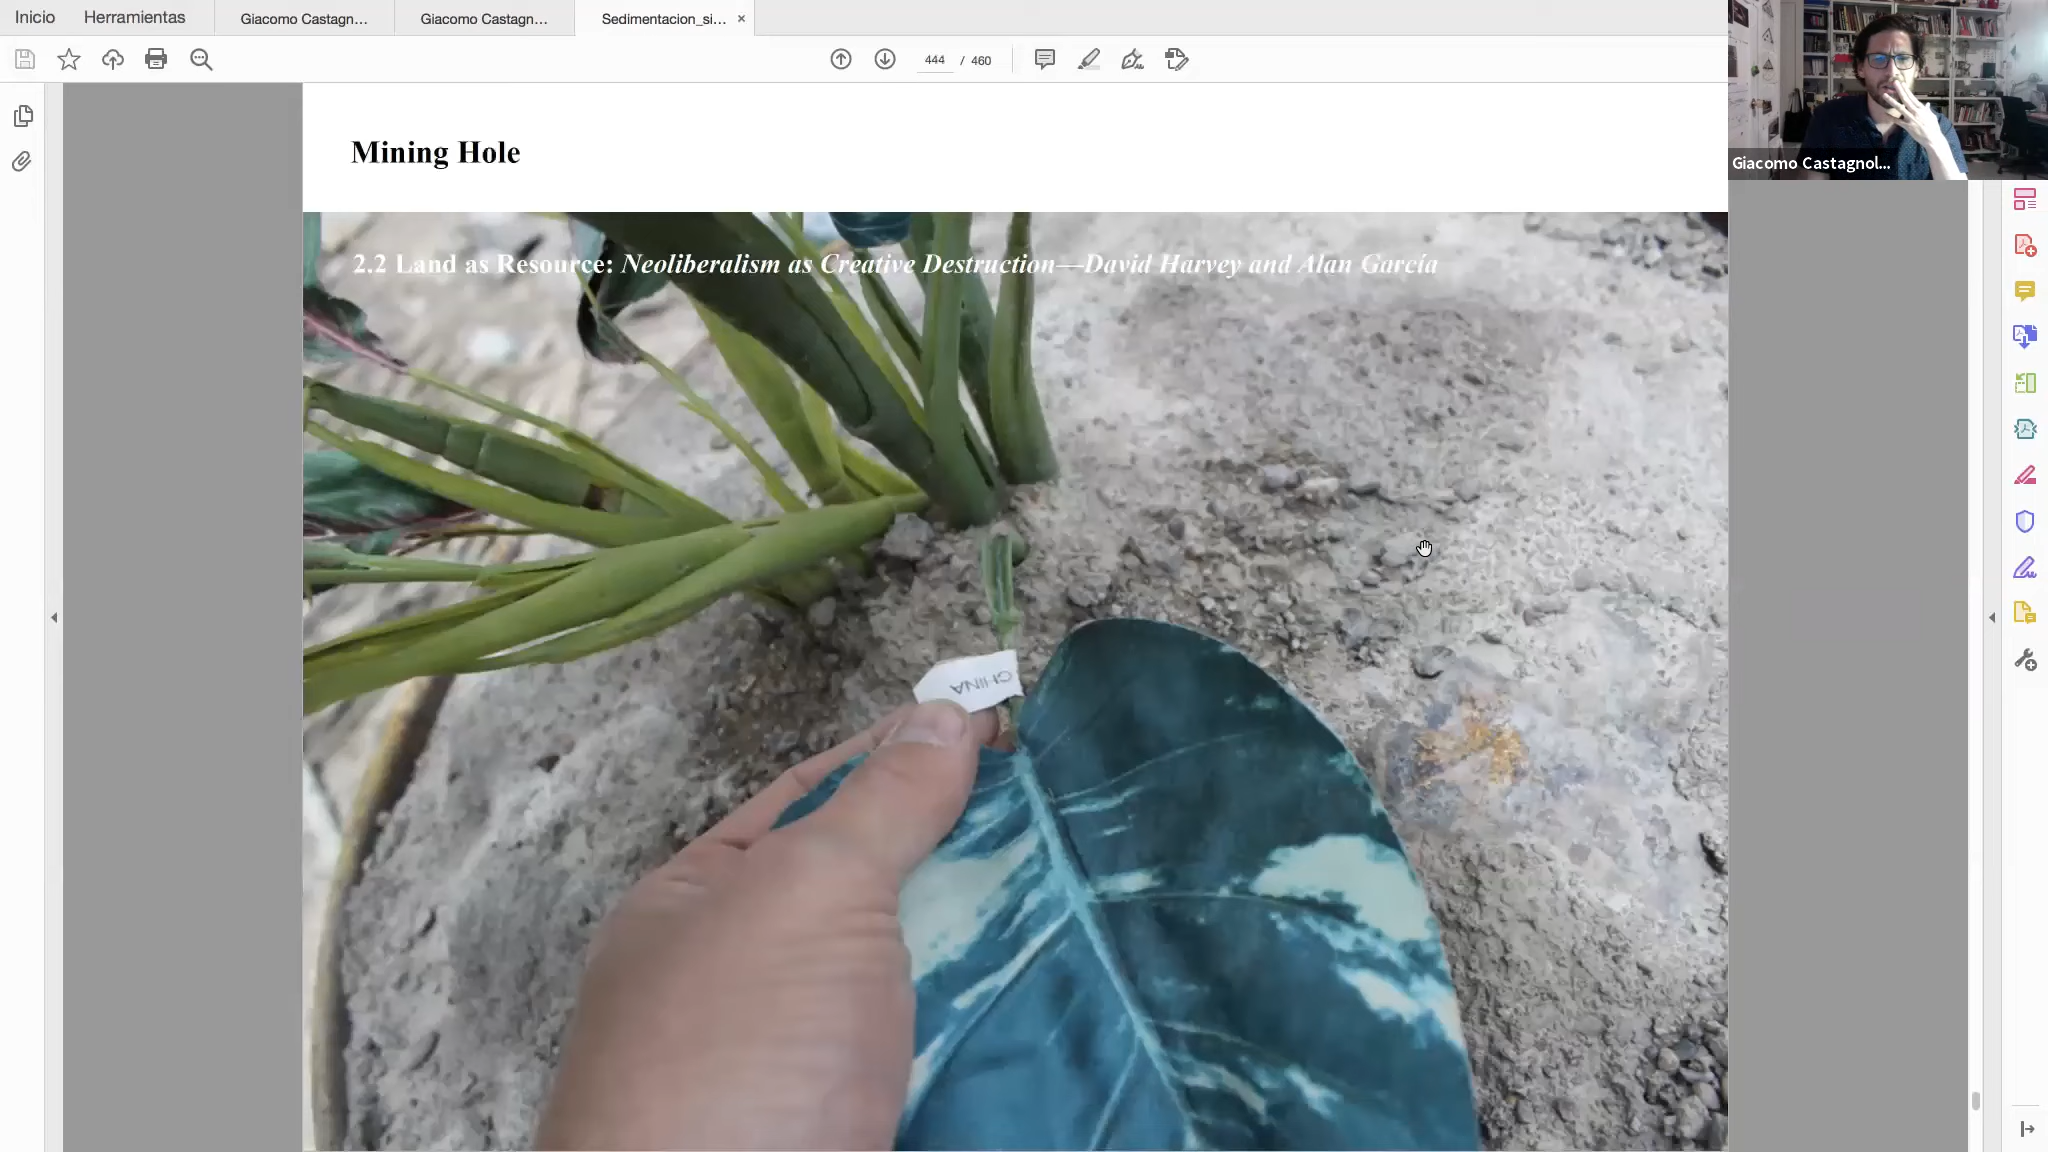 Inicio
Herramientas
Giacomo Castagn...
Giacomo Castagn...
Sedimentacion_si...
444 / 460
Giacomo Castagnol...
Mining Hole
2.2 Land as Resource: Neoliberalism as Creative Destruction—David Harvey and Alan García
CHINA